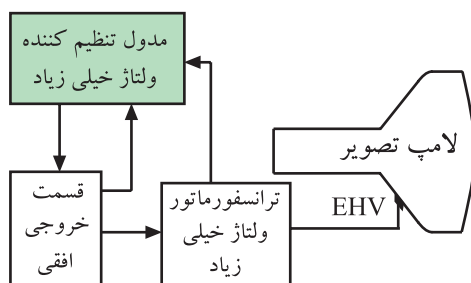 مدول تنظیم کننده
ولتاژ خیلی زیاد
لامپ تصویر
ترانسفورماتور
ولتاژ خیلی
زیاد
قسمت
خروجی
افقی
EHV